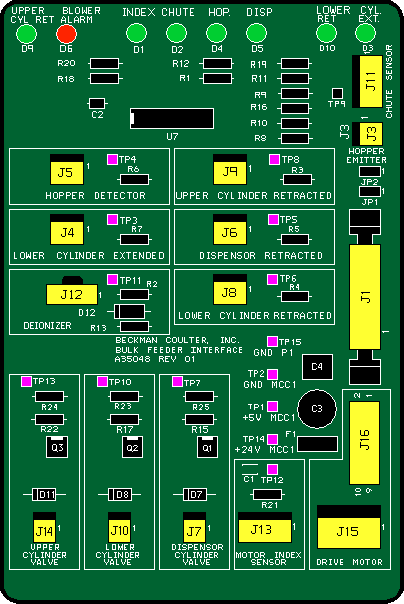 UPPER CYL RET
BLOWER ALARM
INDEX CHUTE HOP. DISP
LOWER RET
CYL EXT.
D9 D6 D1 D2 D4 D5 D10 D3
R20
R18
R12
R1
R19
R11
R9
R16
R10
R8
C2
U7
TP9
J11
CHUTE SENSOR
J3
J3 1
HOPPER
EMITTER
1
JP2
JP1
J5 1
TP4
R6
HOPPER DETECTOR
J9 1
TP8
R3
UPPER CYLINDER RETRACTED
J4 1
TP3
R7
LOWER CYLINDER EXTENDED
J6 1
TP5
R5
DISPENSOR RETRACTED
J12 1
TP11
R2
D12
R13
DEIONIZER
J8 1
TP6
R4
LOWER CYLINDER RETRACTED
J1
1
BECKMAN COULTER, INC.
BULK FEEDER INTERFACE
A35048 REV 01
TP15
GND P1
TP2
GND MCC1
TP1
+5V MCC1
TP14
+24V MCC1
C4
C3
F1
TP13
R24
R22
Q3
D11
J14 1
UPPER
CYLINDER
VALVE
TP10
R23
R17
Q2
D8
J10 1
LOWER
CYLINDER
VALVE
TP7
R25
R15
Q1
D7
J7 1
DISPENSOR
CYLINDER
VALVE
C1
TP12
R21
J13 1
MOTOR INDEX
SENSOR
2 1
J16
10 9
J15 1
DRIVE MOTOR